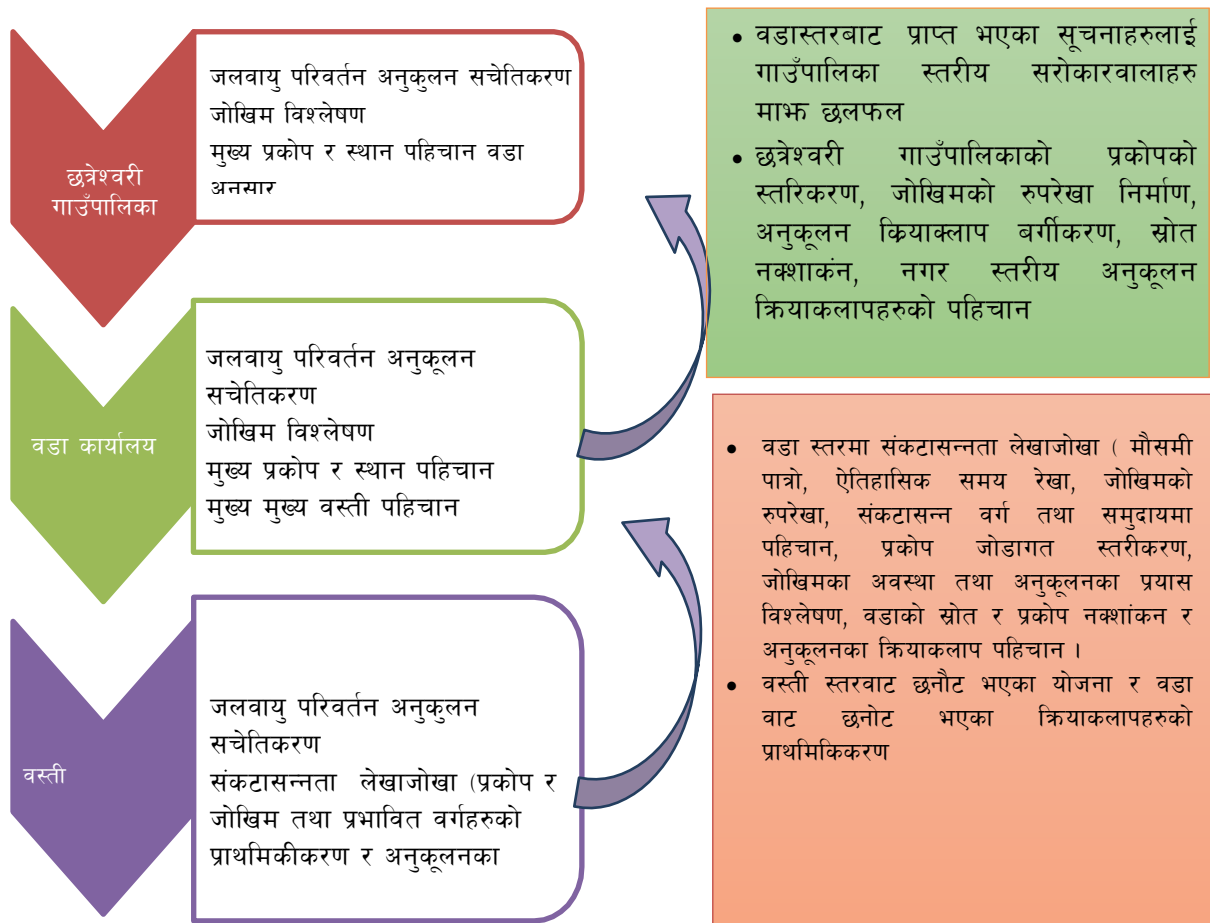 छत्रेश्वरी
गाउँपालिका
जलवायु परिवर्तन अनुकुलन सचेतिकरण
जोखिम विश्लेषण
मुख्य प्रकोप र स्थान पहिचान वडा
अनसार
वडा कार्यालय
जलवायु परिवर्तन अनुकूलन
सचेतिकरण
जोखिम विश्लेषण
मुख्य प्रकोप र स्थान पहिचान
मुख्य मुख्य वस्ती पहिचान
वस्ती
जलवायु परिवर्तन अनुकुलन
सचेतिकरण
संकटासन्नता लेखाजोखा (प्रकोप र
जोखिम तथा प्रभावित वर्गहरुको
प्राथमिकीकरण र अनुकूलनका
• वडास्तरबाट प्राप्त भएका सूचनाहरुलाई
गाउँपालिका स्तरीय सरोकारवालाहरु
माझ छलफल
• छत्रेश्वरी गाउँपालिकाको प्रकोपको
स्तरिकरण, जोखिमको रुपरेखा निर्माण,
अनुकूलन क्रियाक्लाप बर्गीकरण, स्रोत
नक्शाकंन, नगर स्तरीय अनुकूलन
क्रियाकलापहरुको पहिचान
• वडा स्तरमा संकटासन्नता लेखाजोखा ( मौसमी
पात्रो, ऐतिहासिक समय रेखा, जोखिमको
रुपरेखा, संकटासन्न वर्ग तथा समुदायमा
पहिचान, प्रकोप जोडागत स्तरीकरण,
जोखिमका अवस्था तथा अनुकूलनका प्रयास
विश्लेषण, वडाको स्रोत र प्रकोप नक्शांकन र
अनुकूलनका क्रियाकलाप पहिचान ।
• वस्ती स्तरवाट छनौट भएका योजना र वडा
वाट छनोट भएका क्रियाकलापहरुको
प्राथमिकिकरण